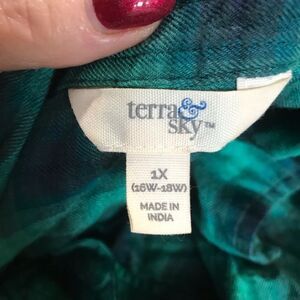 terra &
sky™
1X
(16W-18W)
MADE IN
INDIA